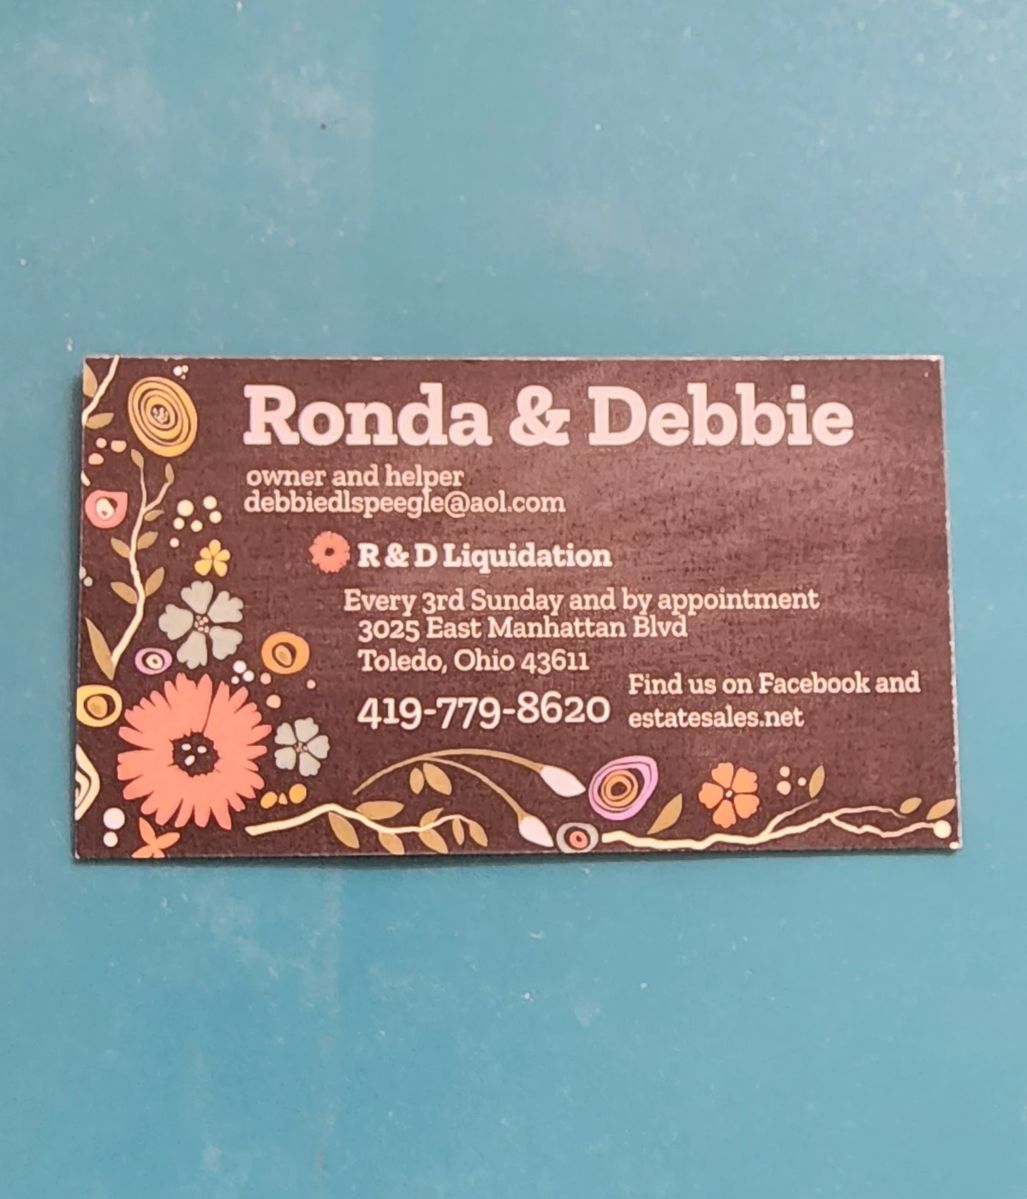 Ronda & Debbie
owner and helper
debbiedlspeegle@aol.com
R & D Liquidation
Every 3rd Sunday and by appointment
3025 East Manhattan Blvd
Toledo, Ohio 43611
419-779-8620
Find us on Facebook and
estatesales.net